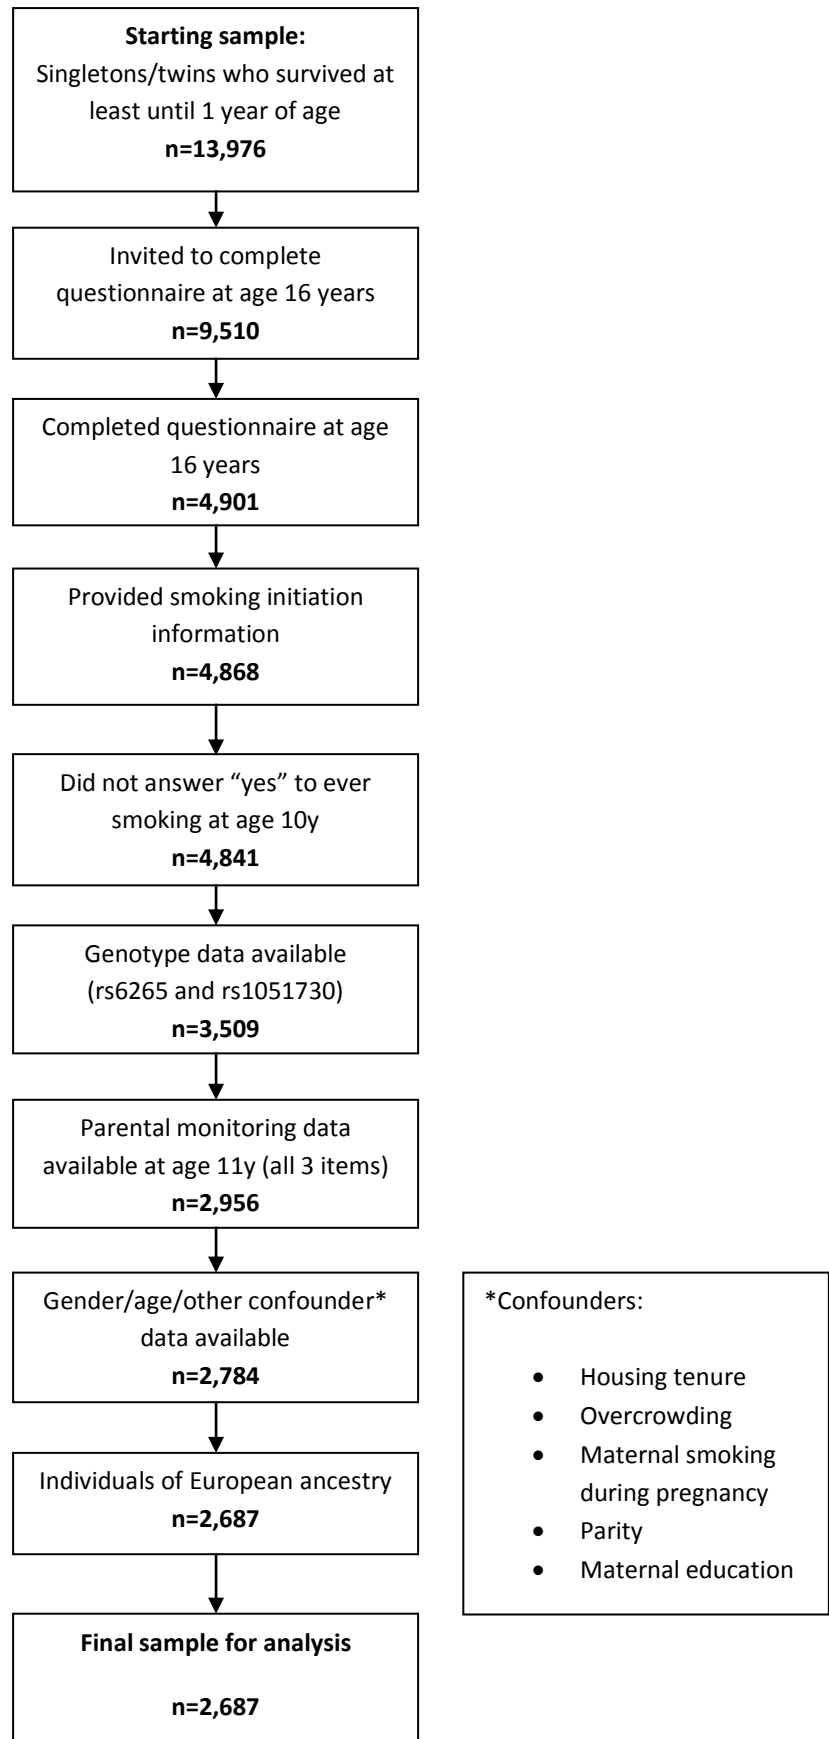 Starting sample:
Singletons/twins who survived at
least until 1 year of age
n=13,976
Invited to complete
questionnaire at age 16 years
n=9,510
Completed questionnaire at age
16 years
n=4,901
Provided smoking initiation
information
n=4,868
Did not answer “yes” to ever
smoking at age 10y
n=4,841
Genotype data available
(rs6265 and rs1051730)
n=3,509
Parental monitoring data
available at age 11y (all 3 items)
n=2,956
Gender/age/other confounder*
data available
n=2,784
Individuals of European ancestry
n=2,687
Final sample for analysis
n=2,687
*Confounders:
• Housing tenure
• Overcrowding
• Maternal smoking
during pregnancy
• Parity
• Maternal education